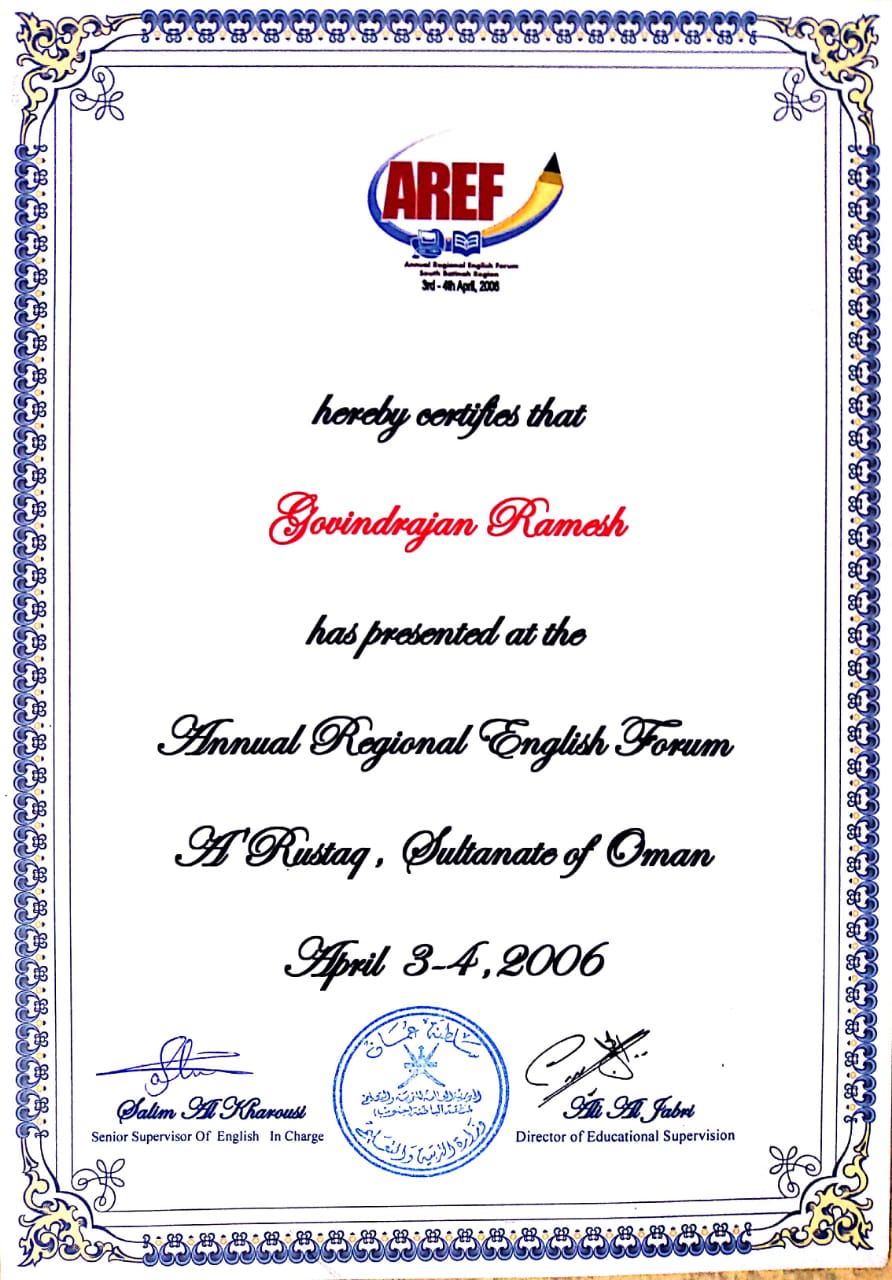 AREF
Annual Regional English Forum
South Batinah Region
3rd - 4th April, 2006
hereby certifies that
Govindrajan Ramesh
has presented at the
Annual Regional English Forum
A'Rustaq, Sultanate of Oman
April 3-4, 2006
سلطنة عمان
المديرية العامة للتربية والتعليم
لمنطقة الباطنة (جنوب)
وزارة التربية والتعليم
Salim Al Kharousi
Senior Supervisor Of English In Charge
Ali Al Jabri
Director of Educational Supervision